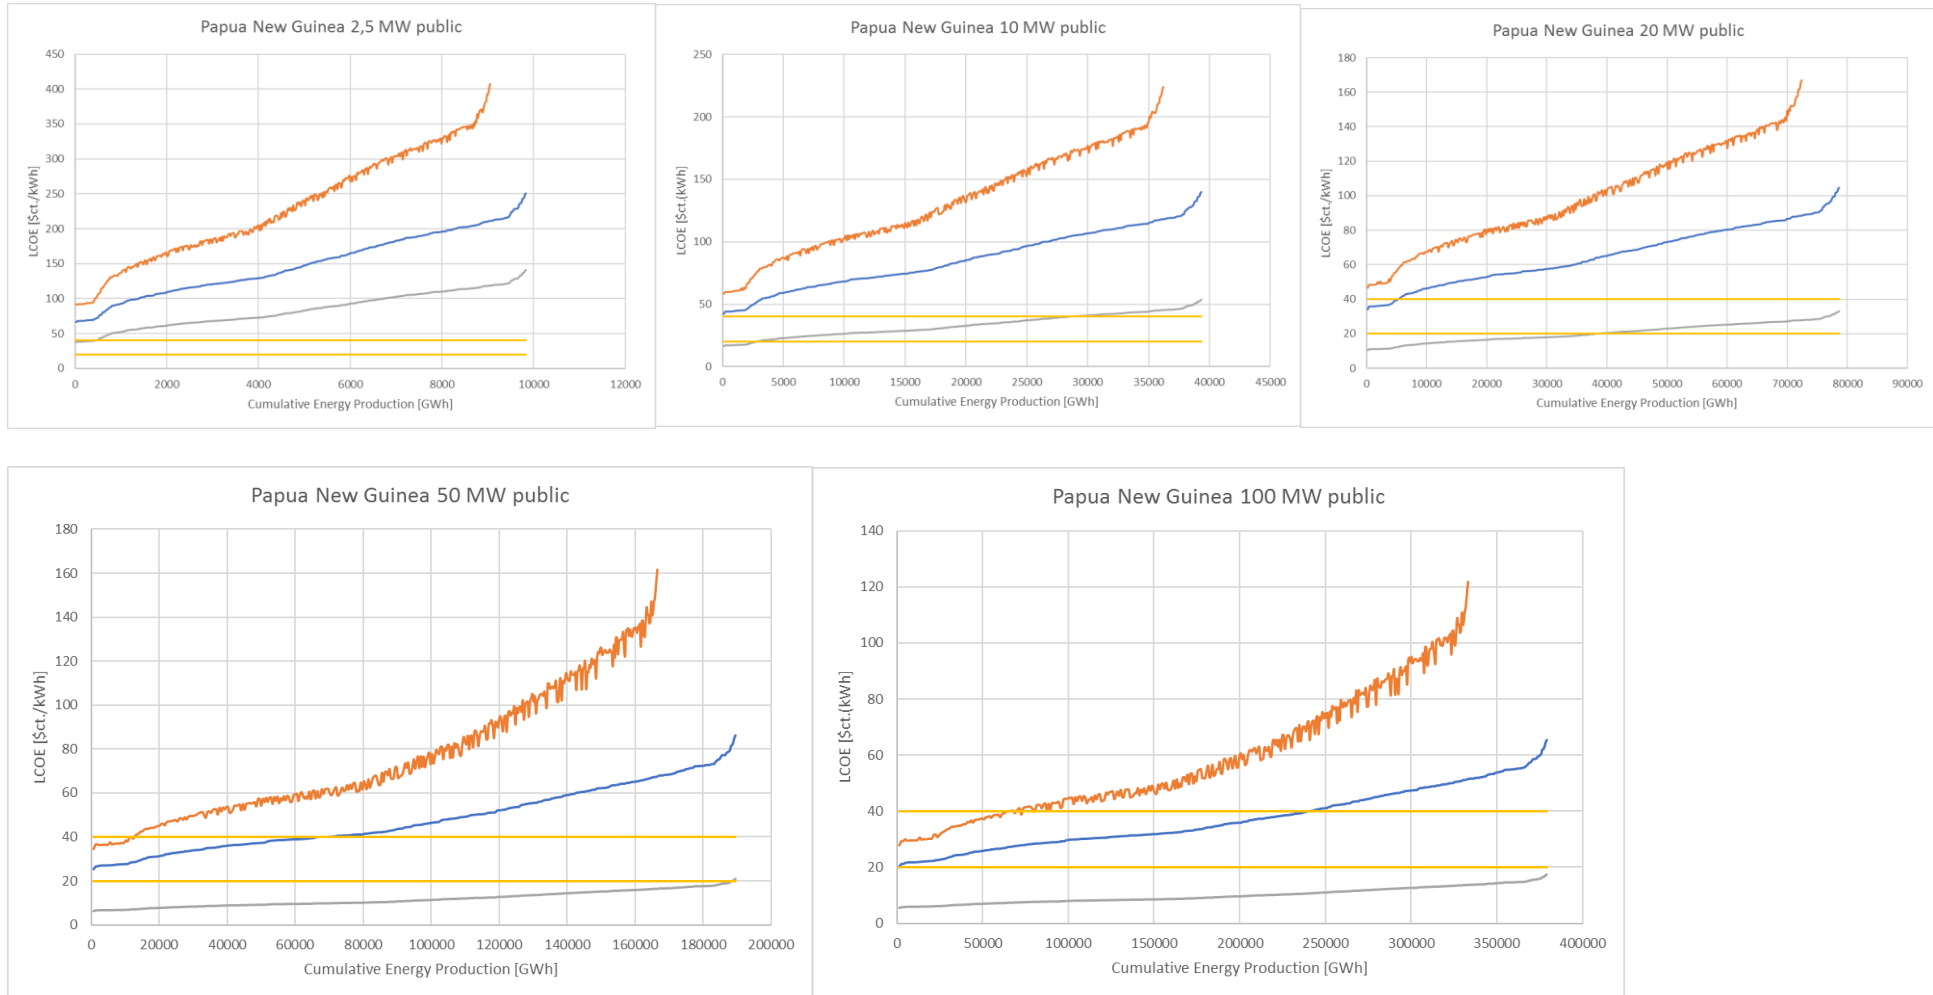 Papua New Guinea 2,5 MW public
450
400
350
300
250
200
150
100
50
0
LCOE [$ct./kWh]
0 2000 4000 6000 8000 10000 12000
Cumulative Energy Production [GWh]
Papua New Guinea 10 MW public
250
200
150
100
50
0
LCOE [$ct.(kWh]
0 5000 10000 15000 20000 25000 30000 35000 40000 45000
Cumulative Energy Production [GWh]
Papua New Guinea 20 MW public
180
160
140
120
100
80
60
40
20
0
LCOE [$ct./kWh]
0 10000 20000 30000 40000 50000 60000 70000 80000 90000
Cumulative Energy Production [GWh]
Papua New Guinea 50 MW public
180
160
140
120
100
80
60
40
20
0
LCOE [$ct./kWh]
0 20000 40000 60000 80000 100000 120000 140000 160000 180000 200000
Cumulative Energy Production [GWh]
Papua New Guinea 100 MW public
140
120
100
80
60
40
20
0
LCOE [$ct.(kWh]
0 50000 100000 150000 200000 250000 300000 350000 400000
Cumulative Energy Production [GWh]